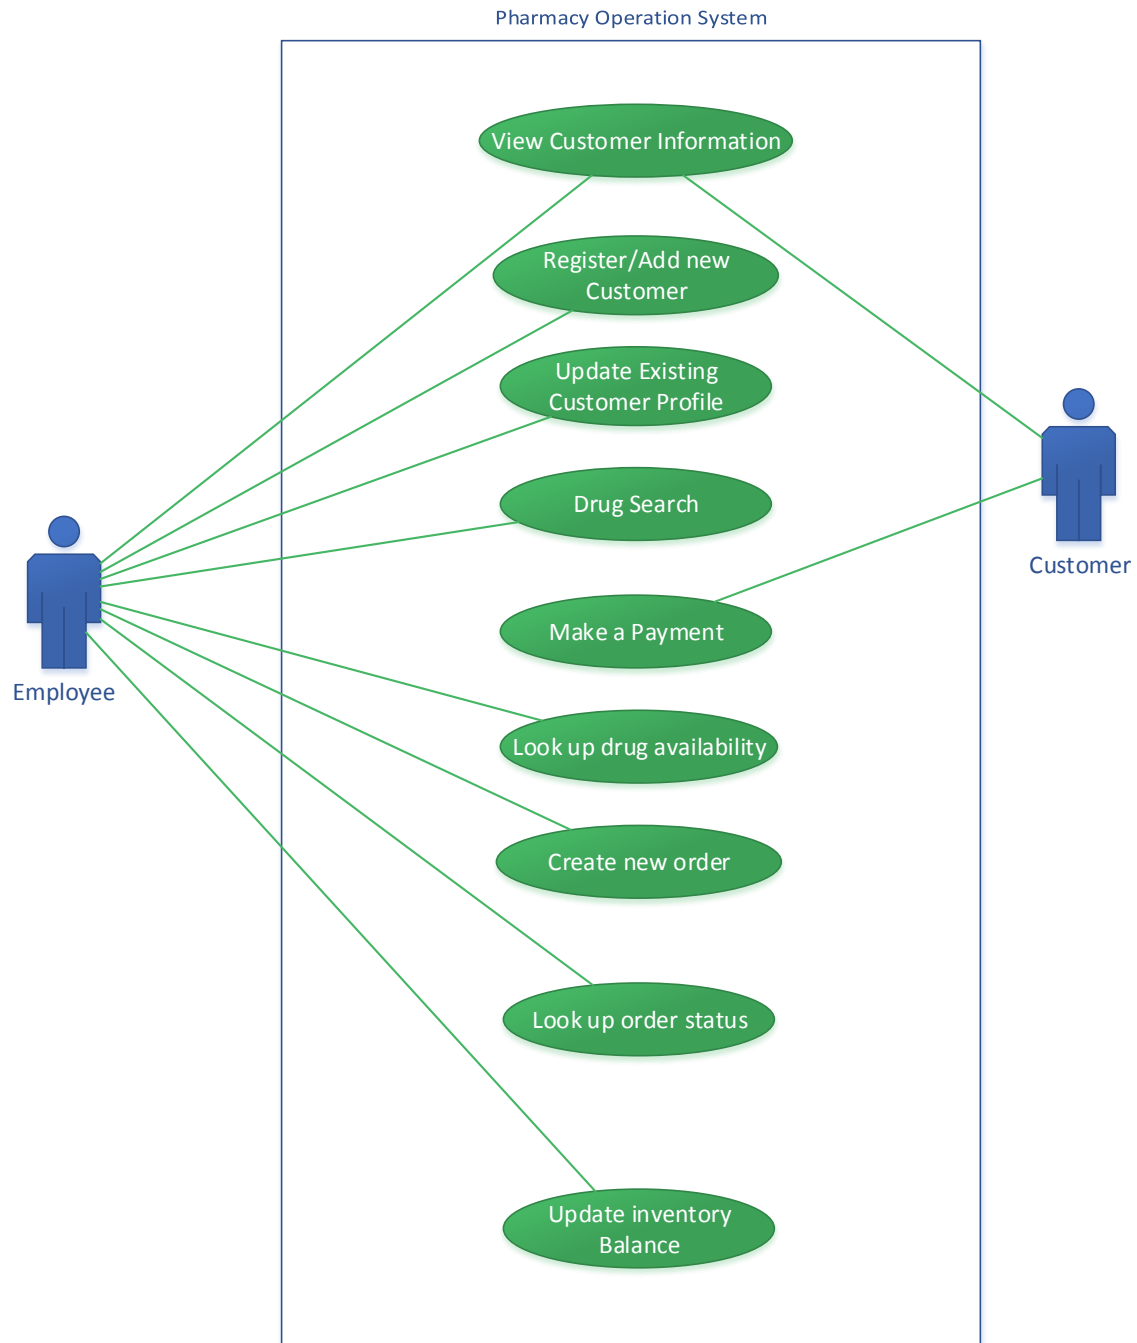 Pharmacy Operation System
View Customer Information
Register/Add new
Customer
Update Existing
Customer Profile
Drug Search
Customer
Make a Payment
Employee
Look up drug availability
Create new order
Look up order status
Update inventory
Balance